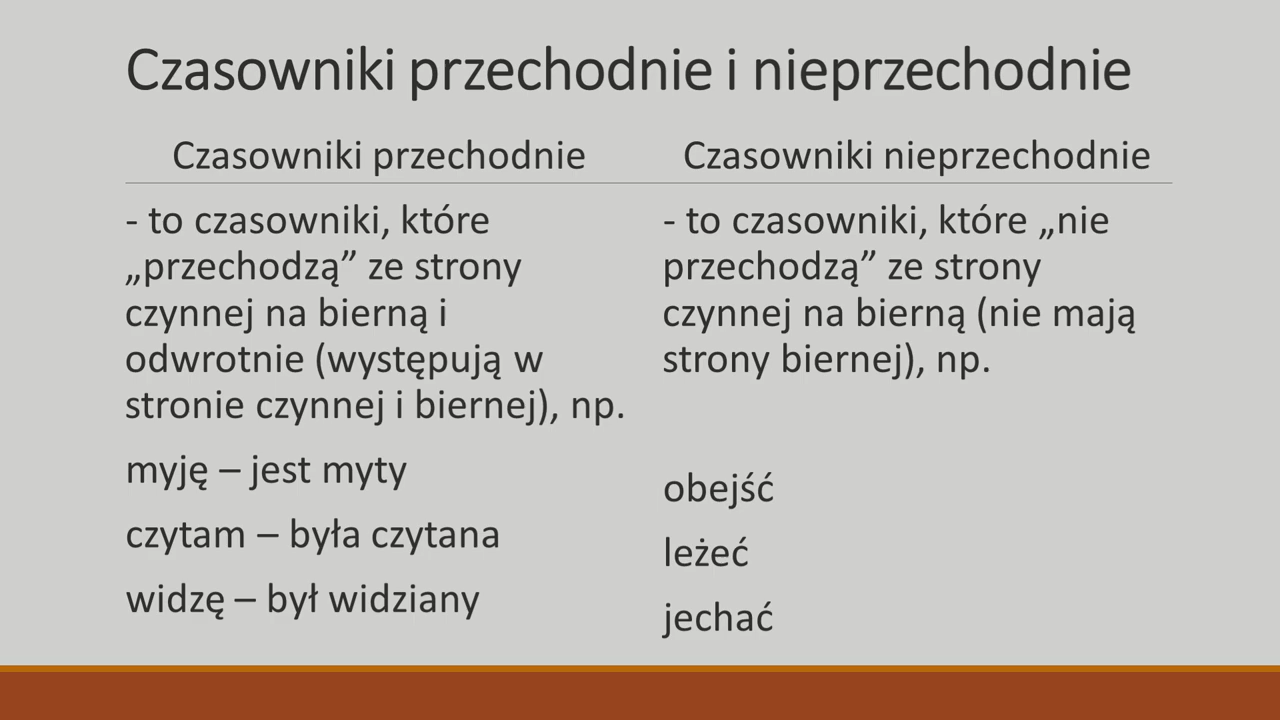 Czasowniki przechodnie i nieprzechodnie
Czasowniki przechodnie
- to czasowniki, które
„przechodzą” ze strony
czynnej na bierną i
odwrotnie (występują w
stronie czynnej i biernej), np.
myję – jest myty
czytam – była czytana
widzę – był widziany
Czasowniki nieprzechodnie
- to czasowniki, które „nie
przechodzą” ze strony
czynnej na bierną (nie mają
strony biernej), np.
obejść
leżeć
jechać